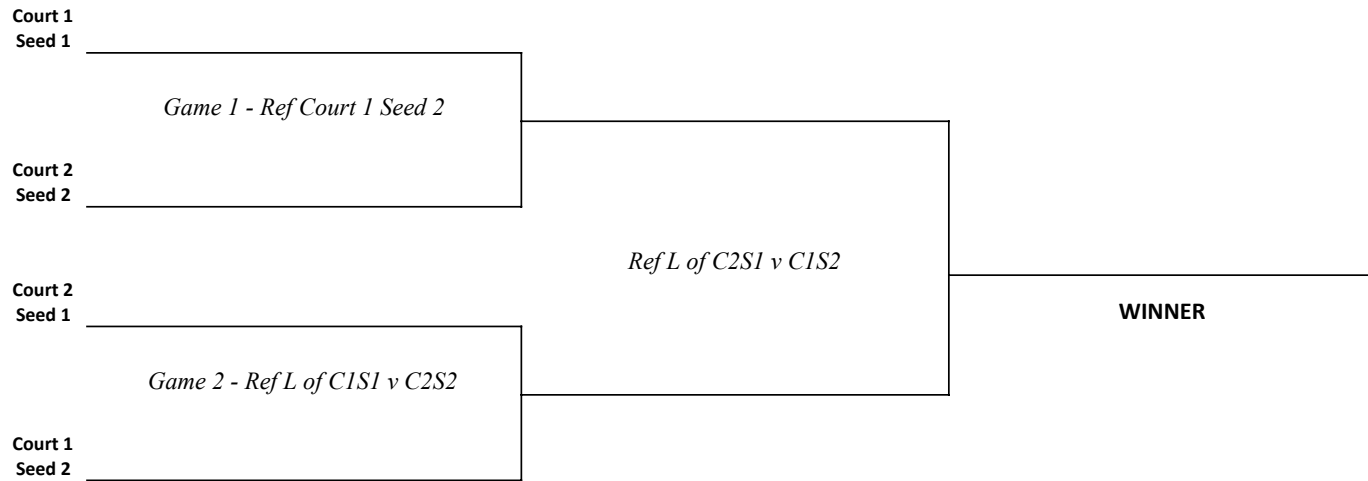 Court 1
Seed 1
Game 1 - Ref Court 1 Seed 2
Court 2
Seed 2
Ref L of C2S1 v C1S2
Court 2
Seed 1
WINNER
Game 2 - Ref L of C1S1 v C2S2
Court 1
Seed 2